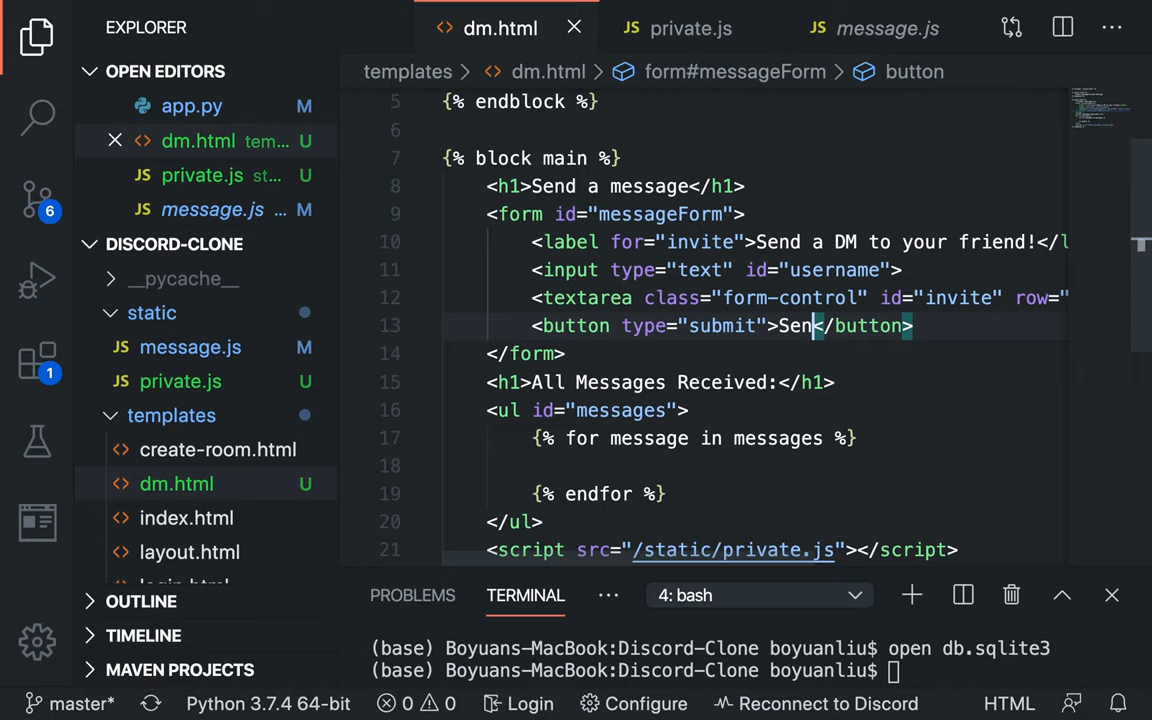 EXPLORER
OPEN EDITORS
app.py M
dm.html tem... U
private.js st... U
message.js ... M
DISCORD-CLONE
__pycache__
static
message.js M
private.js U
templates
create-room.html
dm.html U
index.html
layout.html
login.html
OUTLINE
TIMELINE
MAVEN PROJECTS
6
1
dm.html
private.js
message.js
templates > dm.html > form#messageForm > button
5 {% endblock %}
6
7 {% block main %}
8 <h1>Send a message</h1>
9 <form id="messageForm">
10 <label for="invite">Send a DM to your friend!</l
11 <input type="text" id="username">
12 <textarea class="form-control" id="invite" row="
13 <button type="submit">Sen</button>
14 </form>
15 <h1>All Messages Received:</h1>
16 <ul id="messages">
17 {% for message in messages %}
18
19 {% endfor %}
20 </ul>
21 <script src="/static/private.js"></script>
PROBLEMS TERMINAL ... 4: bash
(base) Boyuans-MacBook:Discord-Clone boyuanliu$ open db.sqlite3
(base) Boyuans-MacBook:Discord-Clone boyuanliu$
master* Python 3.7.4 64-bit 0 0 Login Configure Reconnect to Discord HTML